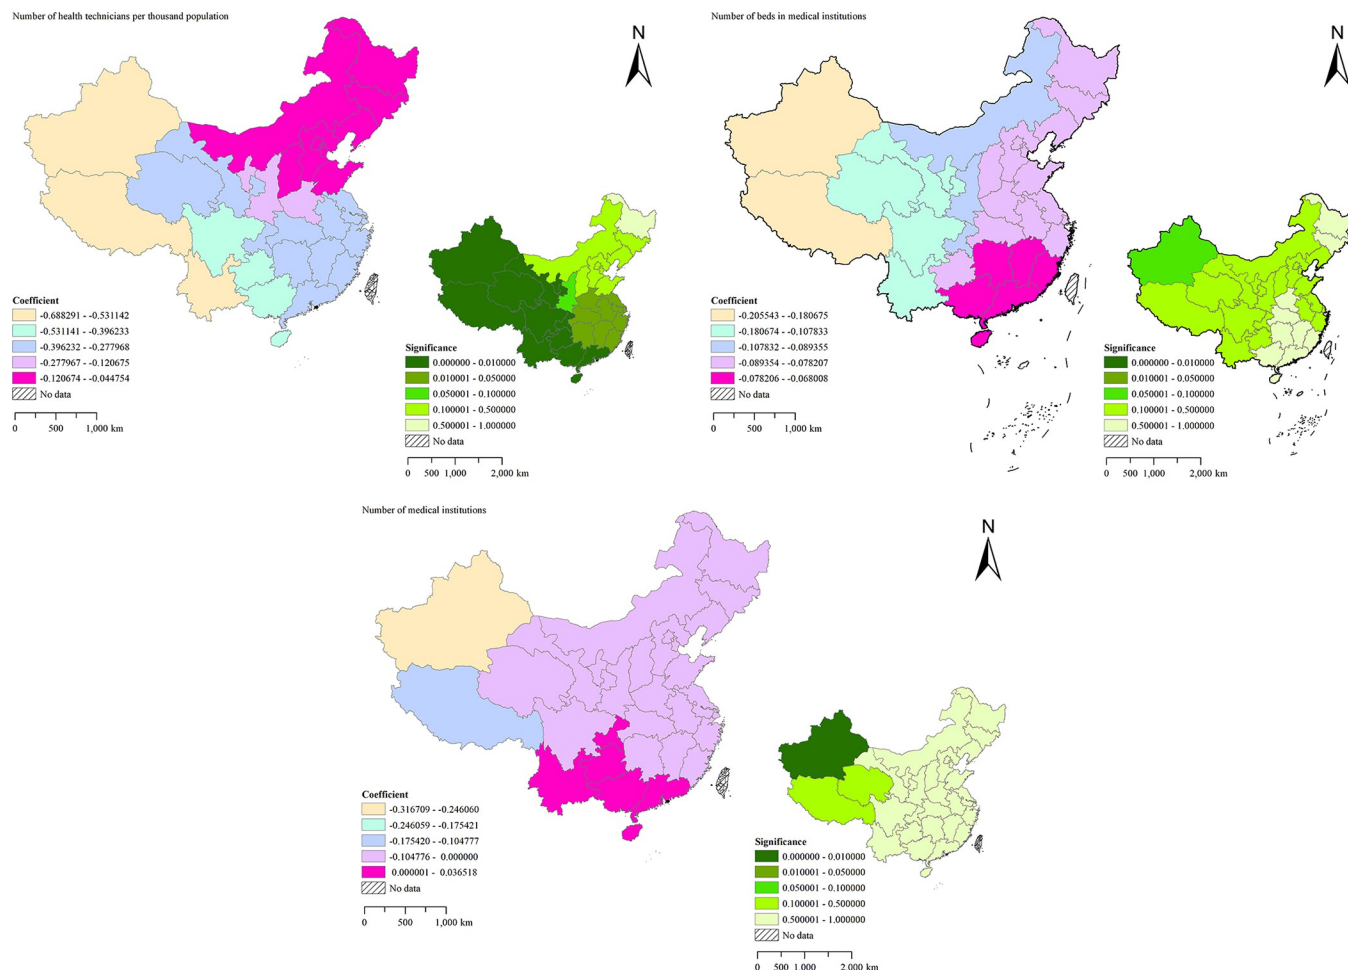 Number of health technicians per thousand population
N
Coefficient
-0.688291 - -0.531142
-0.531141 - -0.396233
-0.396232 - -0.277968
-0.277967 - -0.120675
-0.120674 - -0.044754
No data
0 500 1,000 km
Significance
0.000000 - 0.010000
0.010001 - 0.050000
0.050001 - 0.100000
0.100001 - 0.500000
0.500001 - 1.000000
No data
0 500 1,000 2,000 km
Number of beds in medical institutions
N
Coefficient
-0.205543 - -0.180675
-0.180674 - -0.107833
-0.107832 - -0.089355
-0.089354 - -0.078207
-0.078206 - -0.068008
No data
0 500 1,000 km
Significance
0.000000 - 0.010000
0.010001 - 0.050000
0.050001 - 0.100000
0.100001 - 0.500000
0.500001 - 1.000000
No data
0 500 1,000 2,000 km
Number of medical institutions
N
Coefficient
-0.316709 - -0.246060
-0.246059 - -0.175421
-0.175420 - -0.104777
-0.104776 - 0.000000
0.000001 - 0.036518
No data
0 500 1,000 km
Significance
0.000000 - 0.010000
0.010001 - 0.050000
0.050001 - 0.100000
0.100001 - 0.500000
0.500001 - 1.000000
No data
0 500 1,000 2,000 km